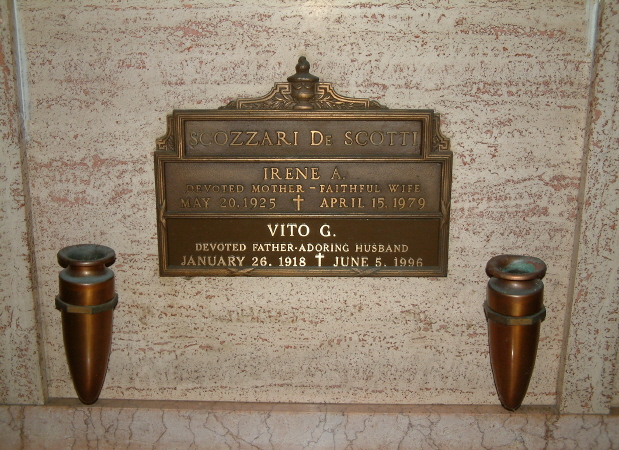 SCOZZARI DE SCOTTI
IRENE A.
DEVOTED MOTHER - FAITHFUL WIFE
MAY 20, 1925 † APRIL 15, 1979
VITO G.
DEVOTED FATHER-ADORING HUSBAND
JANUARY 26, 1918 † JUNE 5, 1996